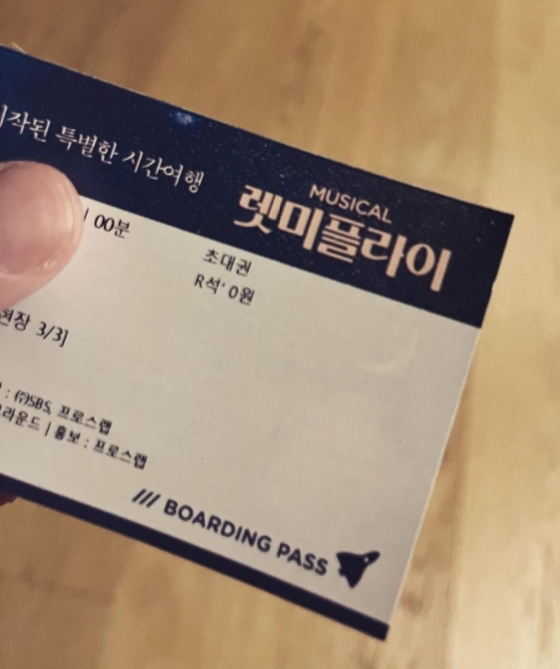 시작된 특별한 시간여행
MUSICAL
렛미플라이
00분
초대권
R석 0원
현장 3/3]
: ㈜SBS, 프로스랩
라운드 | 홍보 : 프로스랩
/// BOARDING PASS